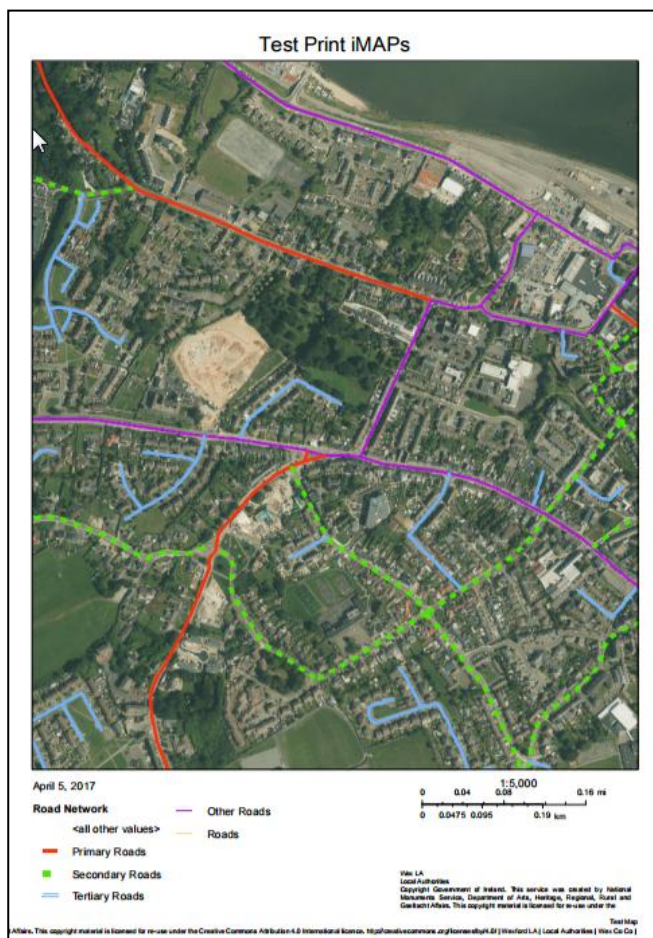 Test Print iMAPs
April 5, 2017
1:5,000
0 0.04 0.08 0.16 mi
0 0.0475 0.095 0.19 km
Road Network
<all other values>
Primary Roads
Secondary Roads
Tertiary Roads
Other Roads
Roads
Wex LA
Local Authorities
Copyright Government of Ireland. This service was created by National
Monuments Service, Department of Arts, Heritage, Regional, Rural and
Gaeltacht Affairs. This copyright material is licensed for re-use under the
Test Map
Affairs. This copyright material is licensed for re-use under the Creative Commons Attribution 4.0 International licence. | Wexford LA | Local Authorities | Wex Co Co |